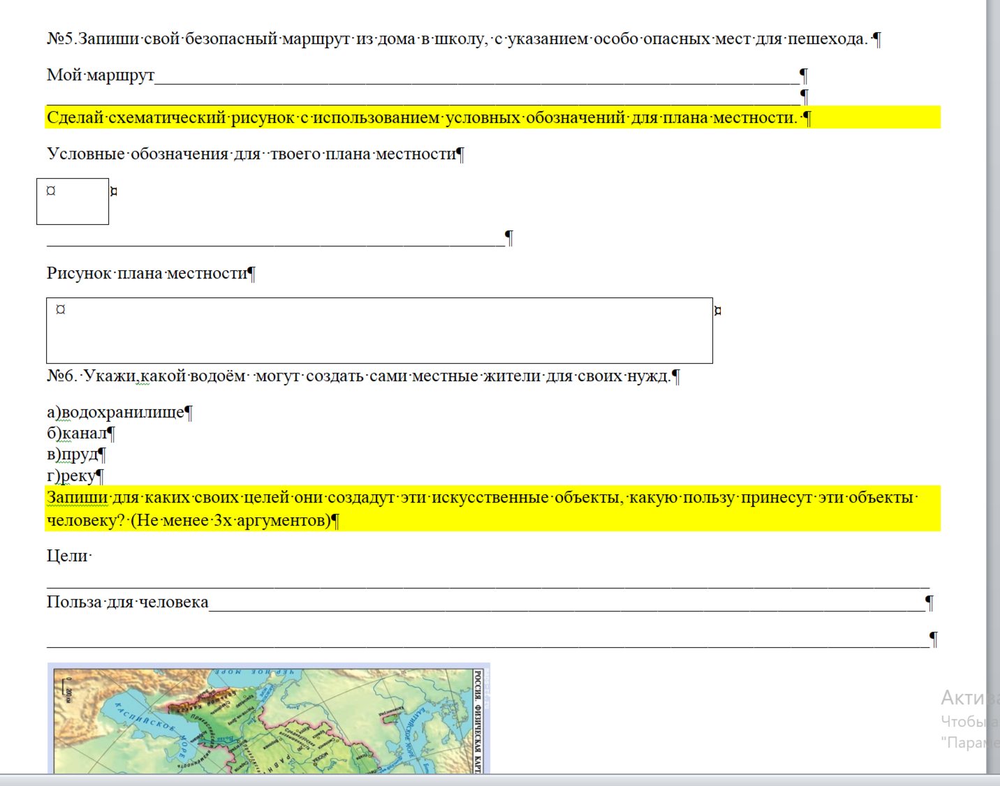 №5.Запиши свой безопасный маршрут из дома в школу, с указанием особо опасных мест для пешехода.
Мой маршрут
Сделай схематический рисунок с использованием условных обозначений для плана местности.
Условные обозначения для твоего плана местности
Рисунок плана местности
№6. Укажи,какой водоём могут создать сами местные жители для своих нужд.
а)водохранилище
б)канал
в)пруд
г)реку
Запиши для каких своих целей они создадут эти искусственные объекты, какую пользу принесут эти объекты
человеку? (Не менее 3х аргументов)
Цели
Польза для человека
РОССИЯ. ФИЗИЧЕСКАЯ КАРТ
ЧЕРНОЕ МОРЕ
КАСПИЙСКОЕ МОРЕ
БАЛТИЙСКОЕ МОРЕ
0 200 км
МОСКВА
Волга
Акти
Чтобы
"Парам